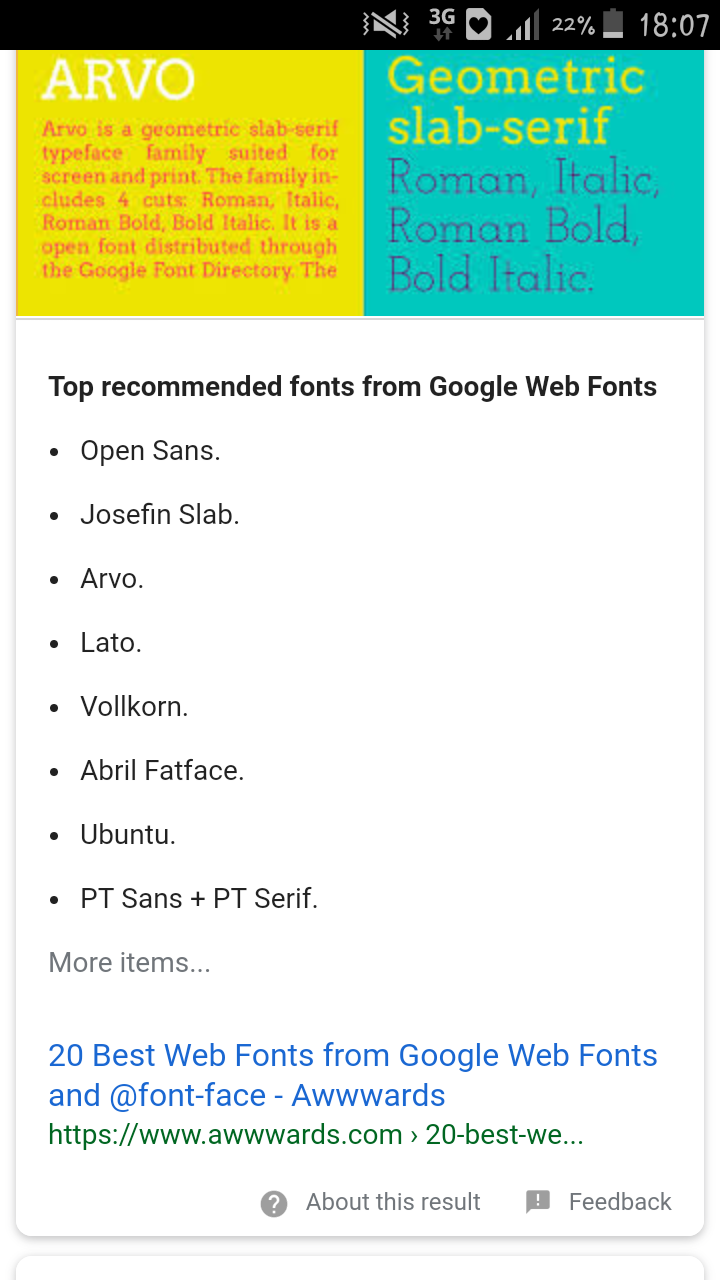 3G 22% 18:07
ARVO
Arvo is a geometric slab-serif
typeface family suited for
screen and print. The family in-
cludes 4 cuts: Roman, Italic,
Roman Bold, Bold Italic. It is a
open font distributed through
the Google Font Directory. The
Geometric
slab-serif
Roman, Italic,
Roman Bold,
Bold Italic.
Top recommended fonts from Google Web Fonts
• Open Sans.
• Josefin Slab.
• Arvo.
• Lato.
• Vollkorn.
• Abril Fatface.
• Ubuntu.
• PT Sans + PT Serif.
More items...
20 Best Web Fonts from Google Web Fonts
and @font-face - Awwwards
https://www.awwwards.com › 20-best-we...
About this result Feedback